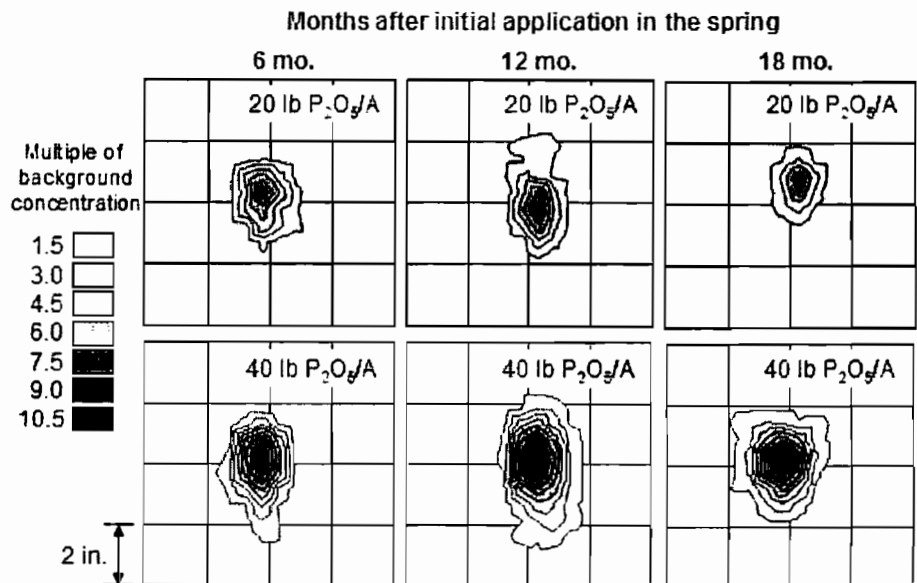 Months after initial application in the spring
6 mo.
12 mo.
18 mo.
20 lb P₂O₅/A
20 lb P₂O₅/A
20 lb P₂O₅/A
Multiple of
background
concentration
1.5
3.0
4.5
6.0
7.5
9.0
10.5
40 lb P₂O₅/A
40 lb P₂O₅/A
40 lb P₂O₅/A
2 in.